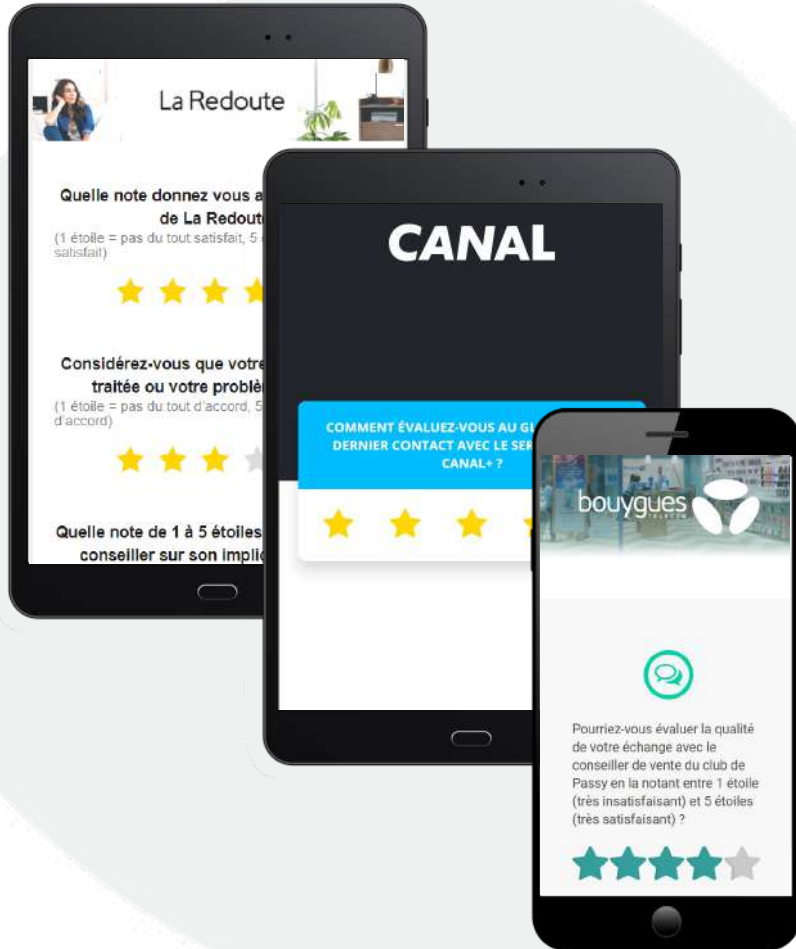 La Redoute
Quelle note donnez vous a
de La Redoute
(1 étoile = pas du tout satisfait, 5
satisfait)
Considérez-vous que votre
traitée ou votre problè
(1 étoile = pas du tout d'accord, 5
d'accord)
Quelle note de 1 à 5 étoiles
conseiller sur son implic
CANAL
COMMENT ÉVALUEZ-VOUS AU GL
DERNIER CONTACT AVEC LE SER
CANAL+ ?
bouygues
TELECOM
Pourriez-vous évaluer la qualité
de votre échange avec le
conseiller de vente du club de
Passy en la notant entre 1 étoile
(très insatisfaisant) et 5 étoiles
(très satisfaisant) ?